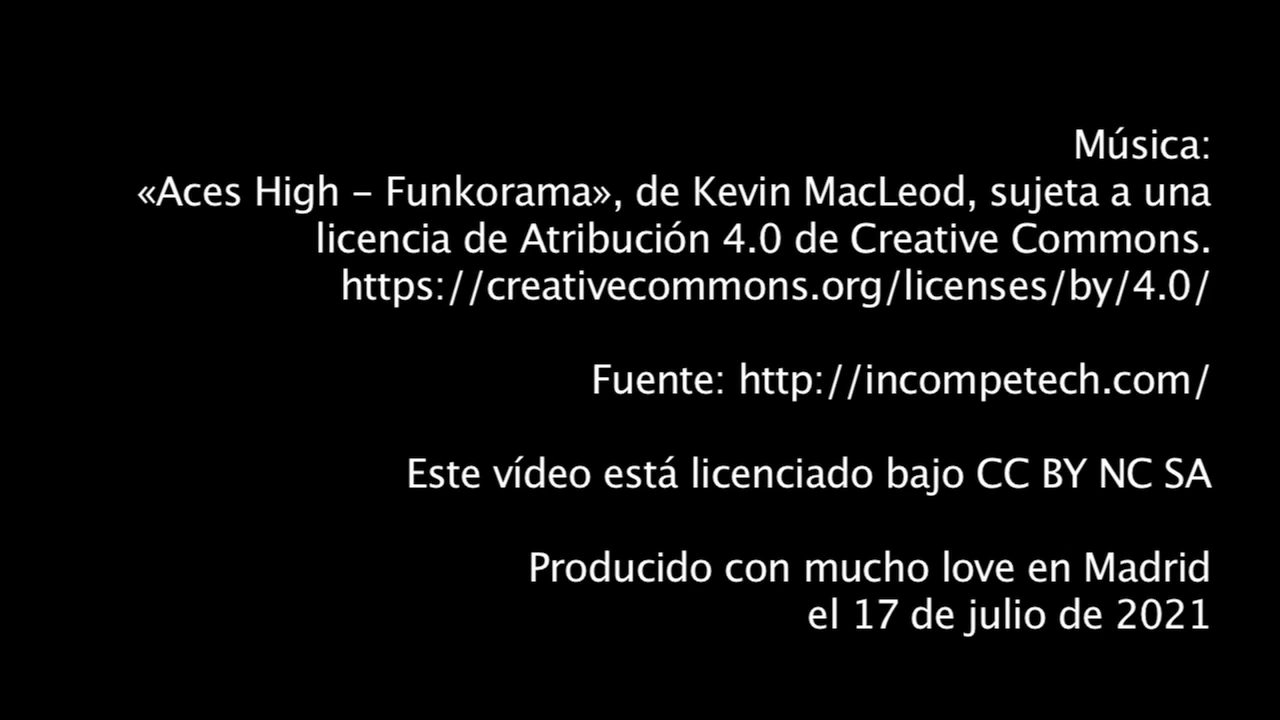 Música:
«Aces High – Funkorama», de Kevin MacLeod, sujeta a una
licencia de Atribución 4.0 de Creative Commons.
https://creativecommons.org/licenses/by/4.0/
Fuente: http://incompetech.com/
Este vídeo está licenciado bajo CC BY NC SA
Producido con mucho love en Madrid
el 17 de julio de 2021